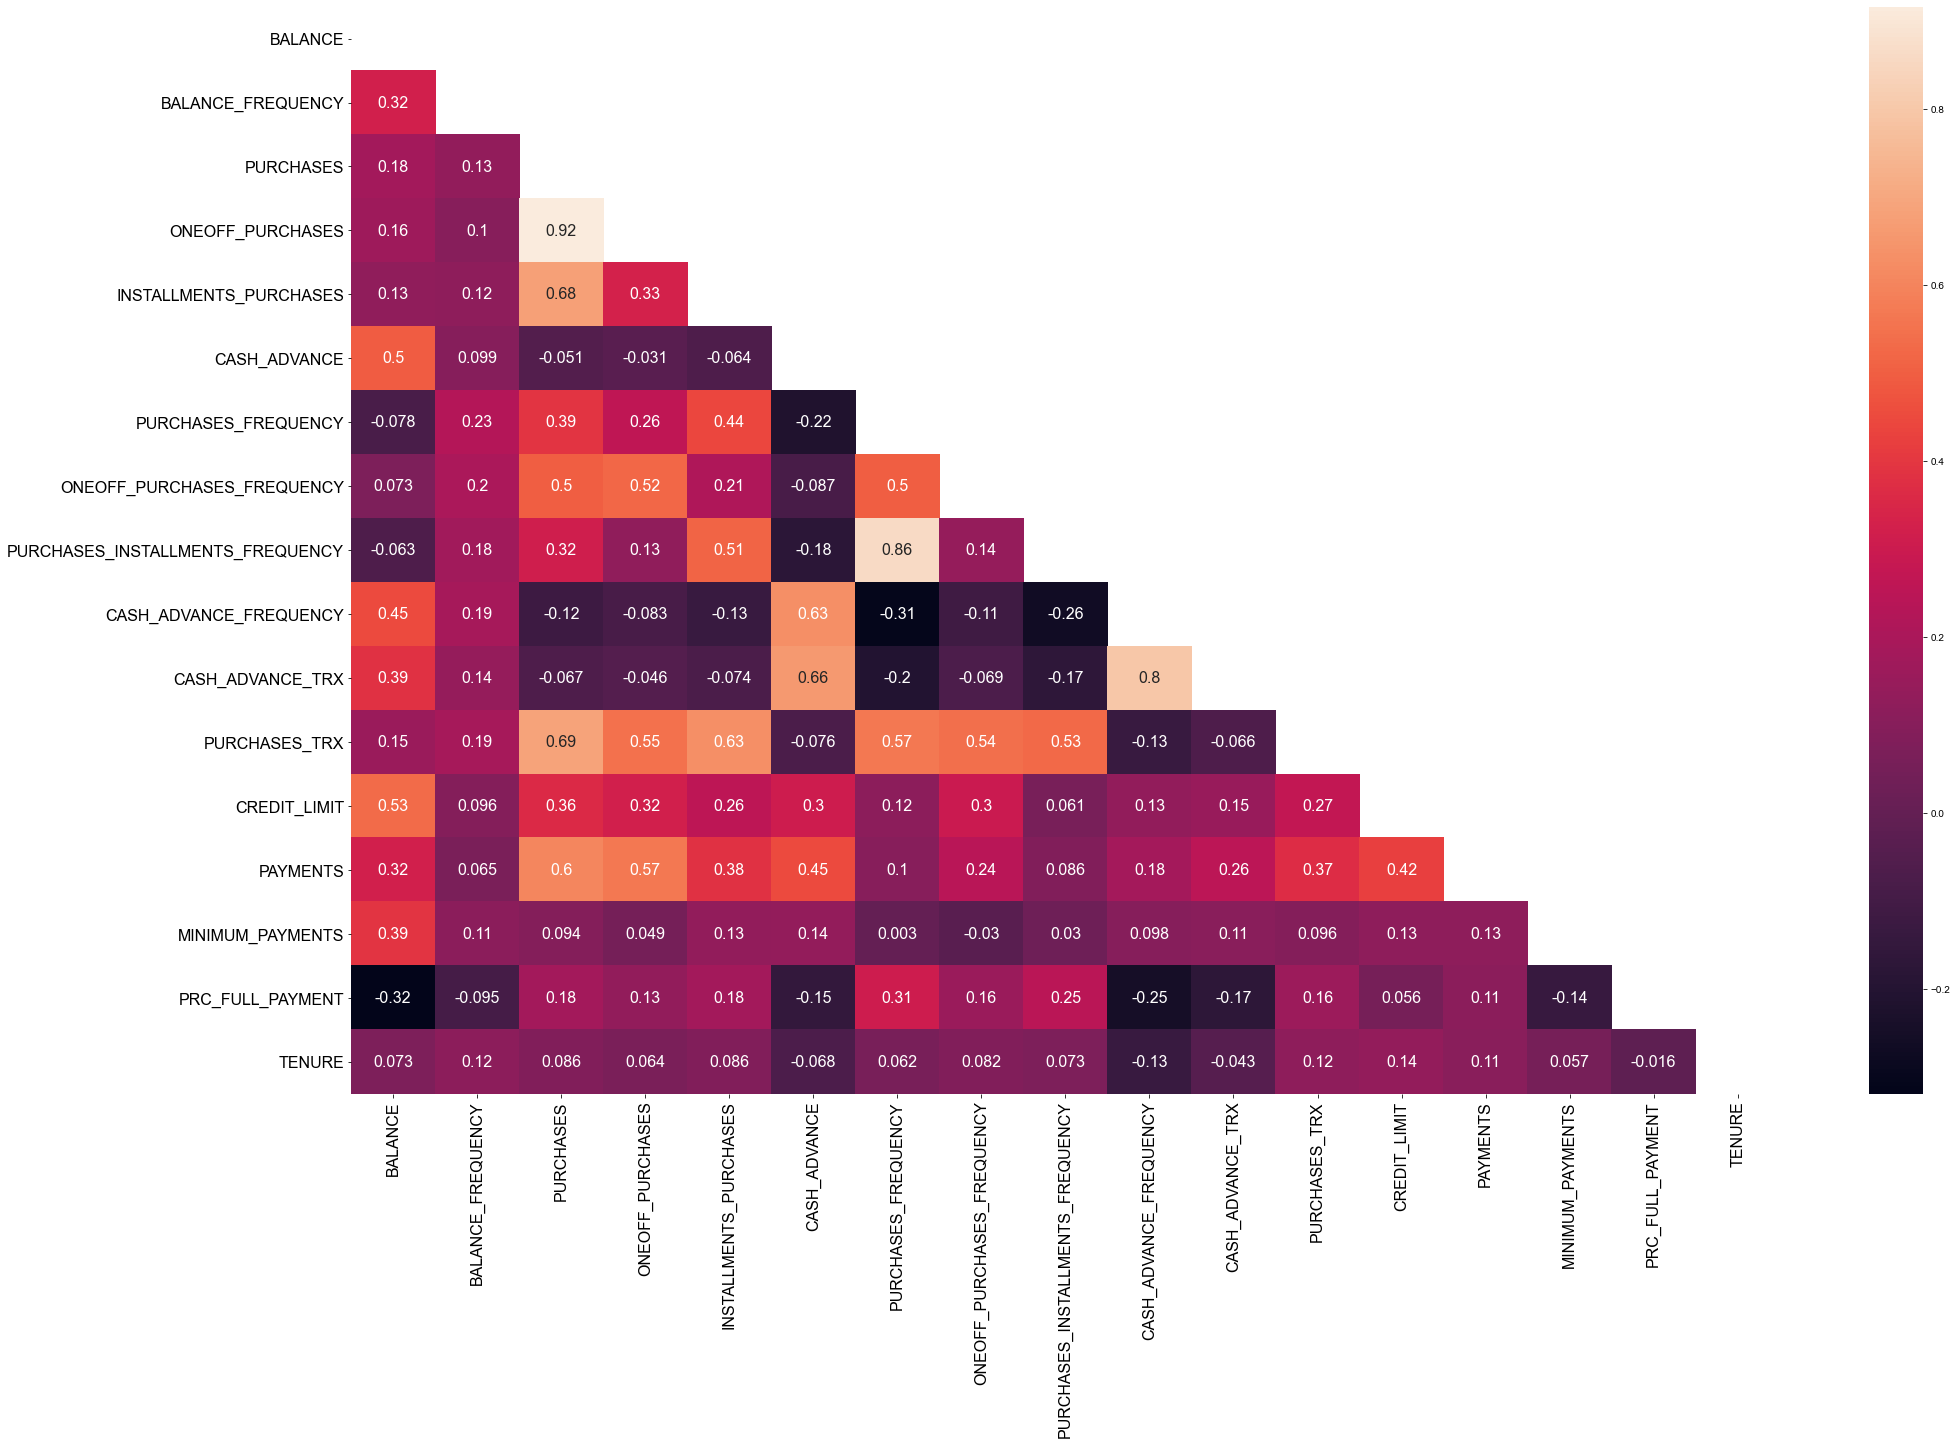 BALANCE
BALANCE_FREQUENCY 0.32
PURCHASES 0.18 0.13
ONEOFF_PURCHASES 0.16 0.1 0.92
INSTALLMENTS_PURCHASES 0.13 0.12 0.68 0.33
CASH_ADVANCE 0.5 0.099 -0.051 -0.031 -0.064
PURCHASES_FREQUENCY -0.078 0.23 0.39 0.26 0.44 -0.22
ONEOFF_PURCHASES_FREQUENCY 0.073 0.2 0.5 0.52 0.21 -0.087 0.5
PURCHASES_INSTALLMENTS_FREQUENCY -0.063 0.18 0.32 0.13 0.51 -0.18 0.86 0.14
CASH_ADVANCE_FREQUENCY 0.45 0.19 -0.12 -0.083 -0.13 0.63 -0.31 -0.11 -0.26
CASH_ADVANCE_TRX 0.39 0.14 -0.067 -0.046 -0.074 0.66 -0.2 -0.069 -0.17 0.8
PURCHASES_TRX 0.15 0.19 0.69 0.55 0.63 -0.076 0.57 0.54 0.53 -0.13 -0.066
CREDIT_LIMIT 0.53 0.096 0.36 0.32 0.26 0.3 0.12 0.3 0.061 0.13 0.15 0.27
PAYMENTS 0.32 0.065 0.6 0.57 0.38 0.45 0.1 0.24 0.086 0.18 0.26 0.37 0.42
MINIMUM_PAYMENTS 0.39 0.11 0.094 0.049 0.13 0.14 0.003 -0.03 0.03 0.098 0.11 0.096 0.13 0.13
PRC_FULL_PAYMENT -0.32 -0.095 0.18 0.13 0.18 -0.15 0.31 0.16 0.25 -0.25 -0.17 0.16 0.056 0.11 -0.14
TENURE 0.073 0.12 0.086 0.064 0.086 -0.068 0.062 0.082 0.073 -0.13 -0.043 0.12 0.14 0.11 0.057 -0.016
BALANCE
BALANCE_FREQUENCY
PURCHASES
ONEOFF_PURCHASES
INSTALLMENTS_PURCHASES
CASH_ADVANCE
PURCHASES_FREQUENCY
ONEOFF_PURCHASES_FREQUENCY
PURCHASES_INSTALLMENTS_FREQUENCY
CASH_ADVANCE_FREQUENCY
CASH_ADVANCE_TRX
PURCHASES_TRX
CREDIT_LIMIT
PAYMENTS
MINIMUM_PAYMENTS
PRC_FULL_PAYMENT
TENURE
0.8
0.6
0.4
0.2
0.0
−0.2